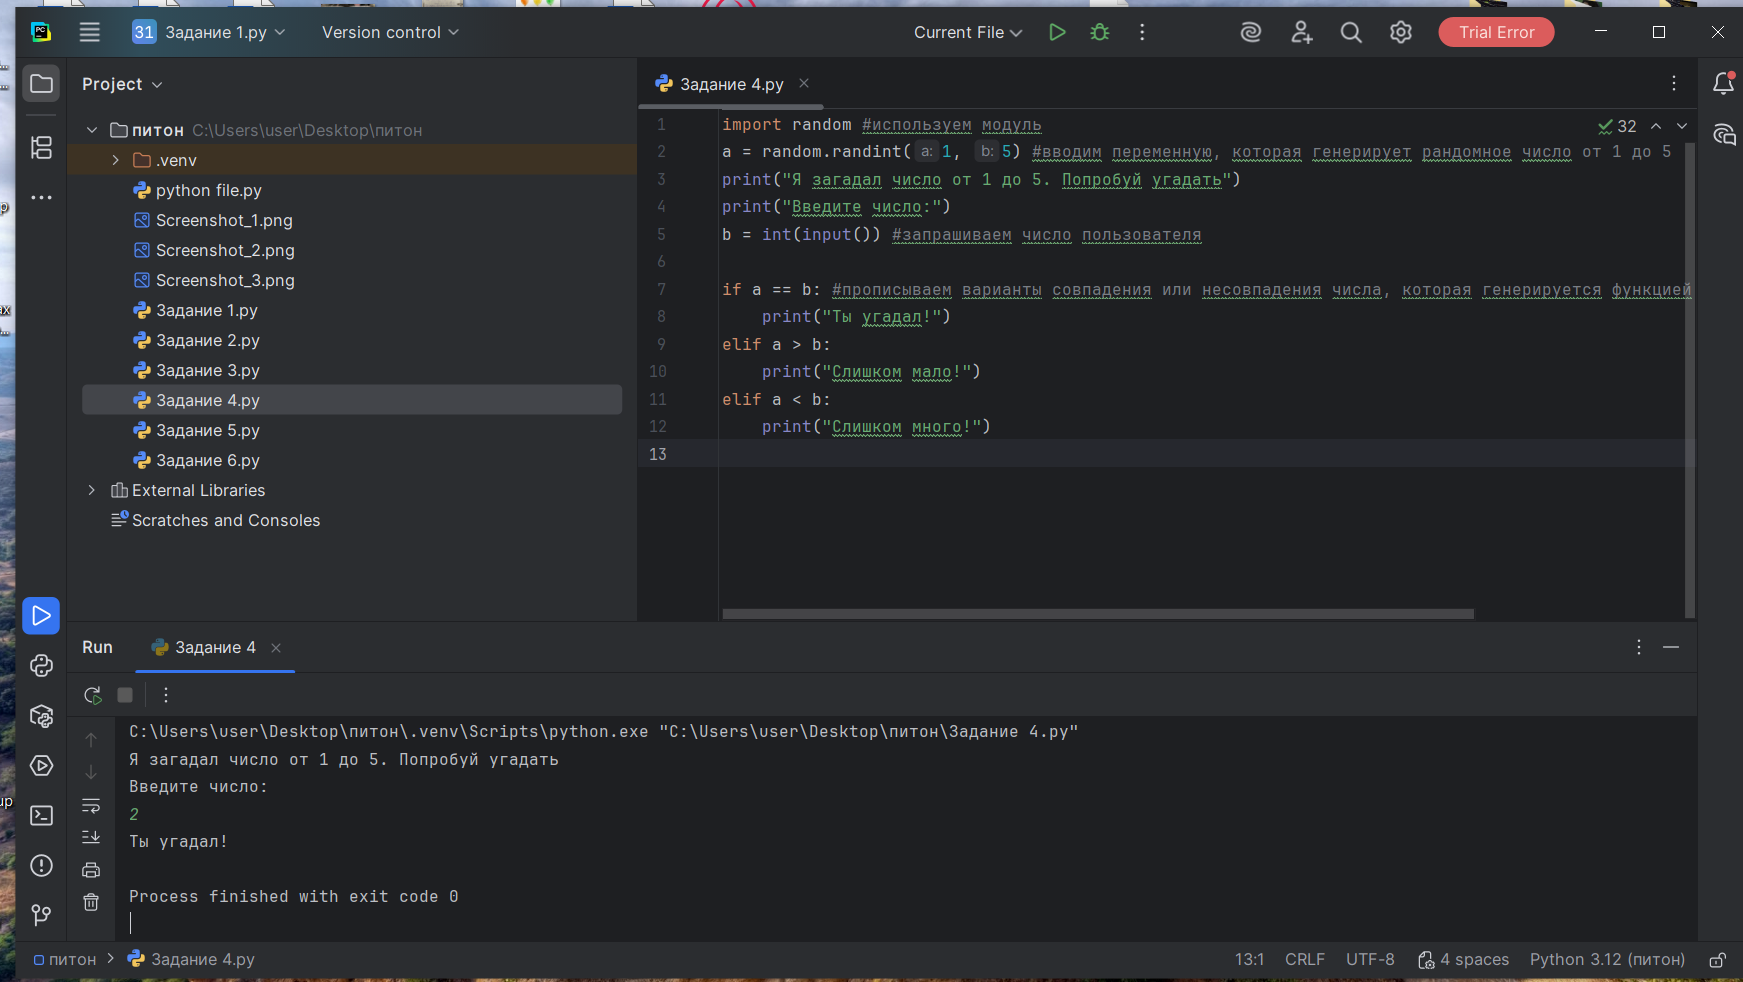 PC
31 Задание 1.py
Version control
Current File
Trial Error
Project
питон C:\Users\user\Desktop\питон
.venv
python file.py
Screenshot_1.png
Screenshot_2.png
Screenshot_3.png
Задание 1.py
Задание 2.py
Задание 3.py
Задание 4.py
Задание 5.py
Задание 6.py
External Libraries
Scratches and Consoles
Задание 4.py
32
1 import random #используем модуль
2 a = random.randint( a: 1, b: 5) #вводим переменную, которая генерирует рандомное число от 1 до 5
3 print("Я загадал число от 1 до 5. Попробуй угадать")
4 print("Введите число:")
5 b = int(input()) #запрашиваем число пользователя
6
7 if a == b: #прописываем варианты совпадения или несовпадения числа, которая генерируется функцией
8 print("Ты угадал!")
9 elif a > b:
10 print("Слишком мало!")
11 elif a < b:
12 print("Слишком много!")
13
Run
Задание 4
C:\Users\user\Desktop\питон\.venv\Scripts\python.exe "C:\Users\user\Desktop\питон\Задание 4.py"
Я загадал число от 1 до 5. Попробуй угадать
Введите число:
2
Ты угадал!
Process finished with exit code 0
питон > Задание 4.py
13:1 CRLF UTF-8 4 spaces Python 3.12 (питон)